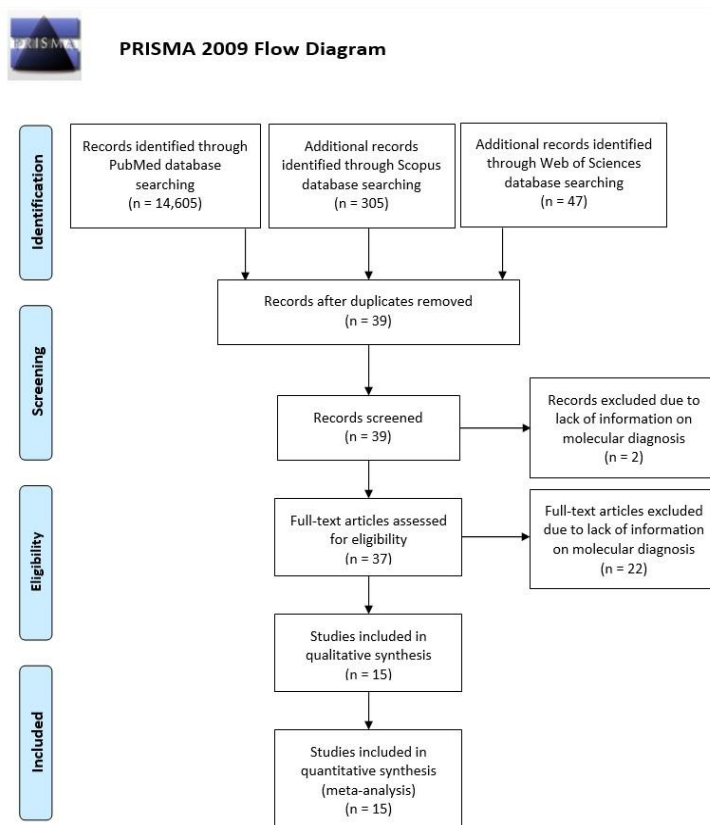 PRISMA
PRISMA 2009 Flow Diagram
Identification
Records identified through
PubMed database
searching
(n = 14,605)
Additional records
identified through Scopus
database searching
(n = 305)
Additional records identified
through Web of Sciences
database searching
(n = 47)
Records after duplicates removed
(n = 39)
Screening
Records screened
(n = 39)
Records excluded due to
lack of information on
molecular diagnosis
(n = 2)
Eligibility
Full-text articles assessed
for eligibility
(n = 37)
Full-text articles excluded
due to lack of information
on molecular diagnosis
(n = 22)
Studies included in
qualitative synthesis
(n = 15)
Included
Studies included in
quantitative synthesis
(meta-analysis)
(n = 15)